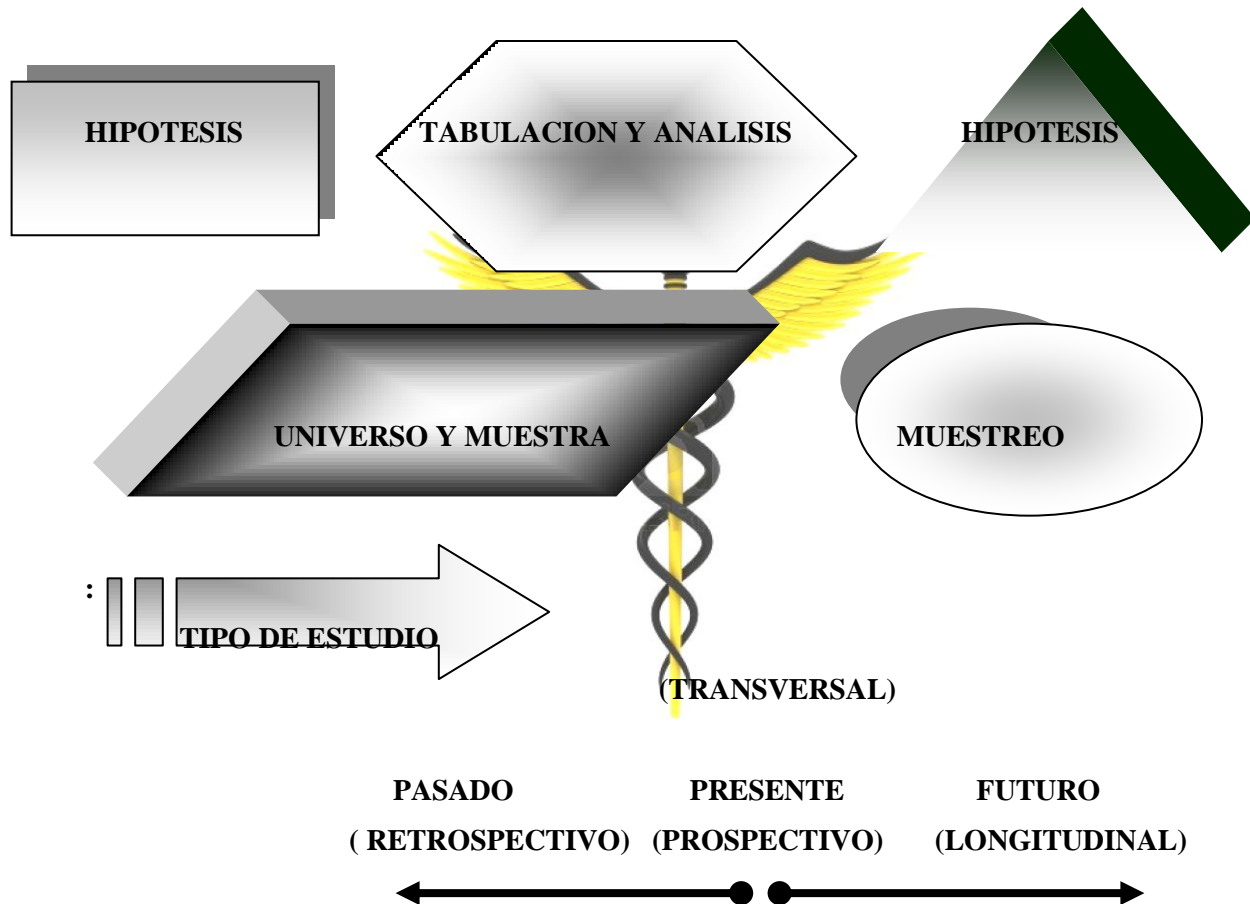 HIPOTESIS
TABULACION Y ANALISIS
HIPOTESIS
UNIVERSO Y MUESTRA
MUESTREO
:
TIPO DE ESTUDIO
(TRANSVERSAL)
PASADO PRESENTE FUTURO
( RETROSPECTIVO) (PROSPECTIVO) (LONGITUDINAL)